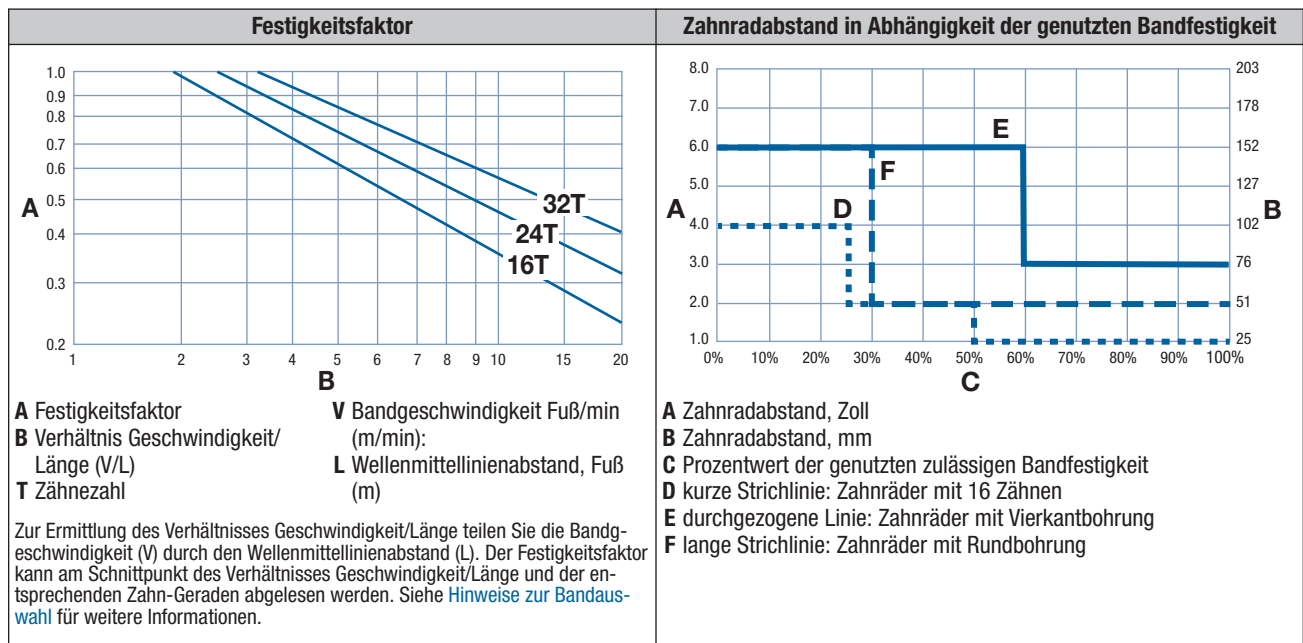 Festigkeitsfaktor
1.0
0.9
0.8
0.7
0.6
0.5
0.4
0.3
0.2
A
32T
24T
16T
1 2 3 4 5 6 7 8 9 10 15 20
B
A Festigkeitsfaktor
B Verhältnis Geschwindigkeit/
Länge (V/L)
T Zähnezahl
V Bandgeschwindigkeit Fuß/min
(m/min):
L Wellenmittellinienabstand, Fuß
(m)
Zur Ermittlung des Verhältnisses Geschwindigkeit/Länge teilen Sie die Bandg-
eschwindigkeit (V) durch den Wellenmittellinienabstand (L). Der Festigkeitsfaktor
kann am Schnittpunkt des Verhältnisses Geschwindigkeit/Länge und der en-
tsprechenden Zahn-Geraden abgelesen werden. Siehe Hinweise zur Bandaus-
wahl für weitere Informationen.
Zahnradabstand in Abhängigkeit der genutzten Bandfestigkeit
8.0
7.0
6.0
5.0
4.0
3.0
2.0
1.0
A
E
F
D
203
178
152
127
102
76
51
25
B
0% 10% 20% 30% 40% 50% 60% 70% 80% 90% 100%
C
A Zahnradabstand, Zoll
B Zahnradabstand, mm
C Prozentwert der genutzten zulässigen Bandfestigkeit
D kurze Strichlinie: Zahnräder mit 16 Zähnen
E durchgezogene Linie: Zahnräder mit Vierkantbohrung
F lange Strichlinie: Zahnräder mit Rundbohrung